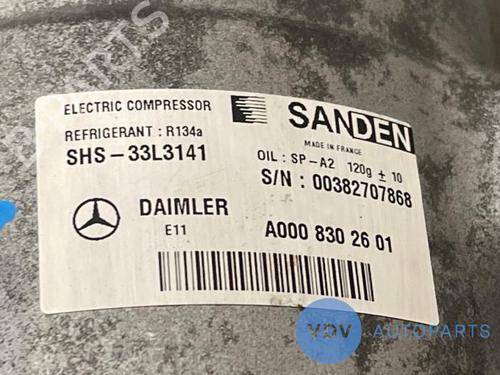 ELECTRIC COMPRESSOR
SANDEN
REFRIGERANT : R134a
MADE IN FRANCE
SHS-33L3141
OIL : SP-A2 120g ± 10
S/N : 00382707868
DAIMLER
E11
A000 830 26 01
VDV AUTOPARTS
PARTS